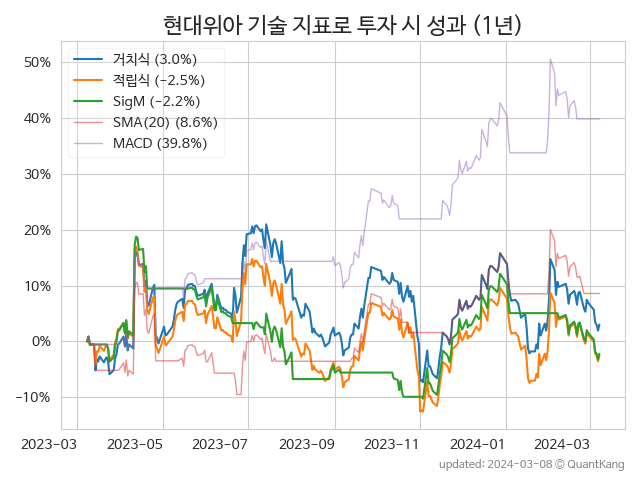 현대위아 기술 지표로 투자 시 성과 (1년)
거치식 (3.0%)
적립식 (−2.5%)
SigM (−2.2%)
SMA(20) (8.6%)
MACD (39.8%)
50%
40%
30%
20%
10%
0%
−10%
2023-03
2023-05
2023-07
2023-09
2023-11
2024-01
2024-03
updated: 2024-03-08 © QuantKang